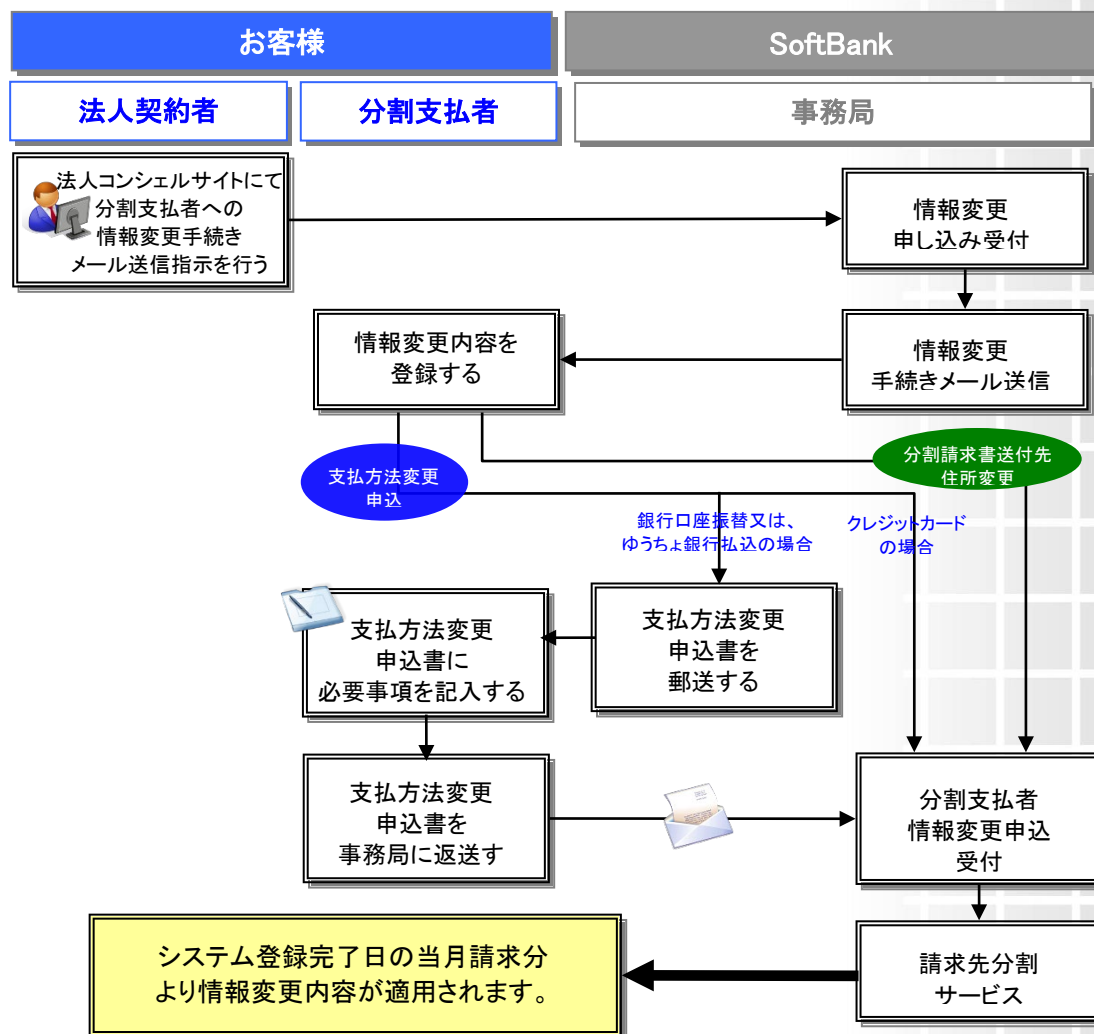 お客様
SoftBank
法人契約者
分割支払者
事務局
法人コンシェルサイトにて
分割支払者への
情報変更手続き
メール送信指示を行う
情報変更
申し込み受付
情報変更内容を
登録する
情報変更
手続きメール送信
支払方法変更
申込
分割請求書送付先
住所変更
銀行口座振替又は、
ゆうちょ銀行払込の場合
クレジットカード
の場合
支払方法変更
申込書に
必要事項を記入する
支払方法変更
申込書を
郵送する
支払方法変更
申込書を
事務局に返送す
分割支払者
情報変更申込
受付
システム登録完了日の当月請求分
より情報変更内容が適用されます。
請求先分割
サービス